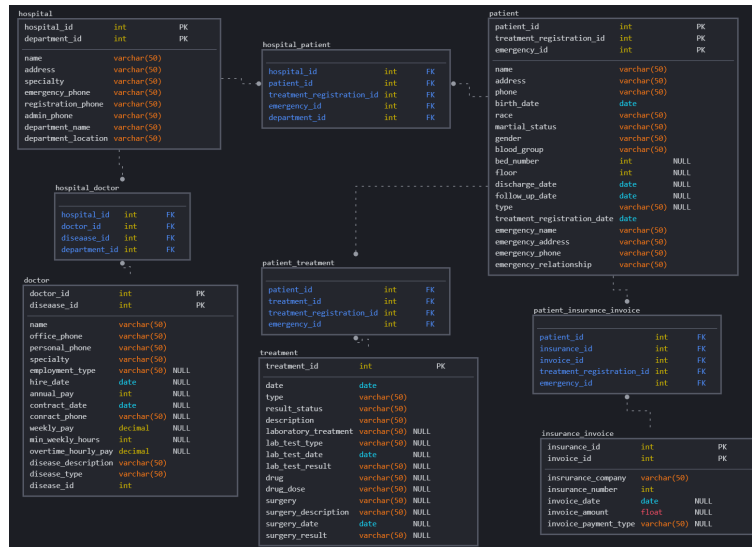 hospital
hospital_id int PK
department_id int PK
name varchar(50)
address varchar(50)
specialty varchar(50)
emergency_phone varchar(50)
registration_phone varchar(50)
admin_phone varchar(50)
department_name varchar(50)
department_location varchar(50)
hospital_patient
hospital_id int FK
patient_id int FK
treatment_registration_id int FK
emergency_id int FK
department_id int FK
patient
patient_id int PK
treatment_registration_id int PK
emergency_id int PK
name varchar(50)
address varchar(50)
phone varchar(50)
birth_date date
race varchar(50)
martial_status varchar(50)
gender varchar(50)
blood_group varchar(50)
bed_number int NULL
floor int NULL
discharge_date date NULL
follow_up_date date NULL
type varchar(50) NULL
treatment_registration_date date
emergency_name varchar(50)
emergency_address varchar(50)
emergency_phone varchar(50)
emergency_relationship varchar(50)
hospital_doctor
hospital_id int FK
doctor_id int FK
diseaase_id int FK
department_id int FK
doctor
doctor_id int PK
diseaase_id int PK
name varchar(50)
office_phone varchar(50)
personal_phone varchar(50)
specialty varchar(50)
employment_type varchar(50) NULL
hire_date date NULL
annual_pay int NULL
contract_date date NULL
conract_phone varchar(50) NULL
weekly_pay decimal NULL
min_weekly_hours int NULL
overtime_hourly_pay decimal NULL
disease_description varchar(50)
disease_type varchar(50)
disease_id int
patient_treatment
patient_id int FK
treatment_id int FK
treatment_registration_id int FK
emergency_id int FK
treatment
treatment_id int PK
date date
type varchar(50)
result_status varchar(50)
description varchar(50)
laboratory_treatment varchar(50) NULL
lab_test_type varchar(50) NULL
lab_test_date date NULL
lab_test_result varchar(50) NULL
drug varchar(50) NULL
drug_dose varchar(50) NULL
surgery varchar(50) NULL
surgery_description varchar(50) NULL
surgery_date date NULL
surgery_result varchar(50) NULL
patient_insurance_invoice
patient_id int FK
insurance_id int FK
invoice_id int FK
treatment_registration_id int FK
emergency_id int FK
insurance_invoice
insurance_id int PK
invoice_id int PK
insrurance_company varchar(50)
insurance_number int
invoice_date date NULL
invoice_amount float NULL
invoice_payment_type varchar(50) NULL